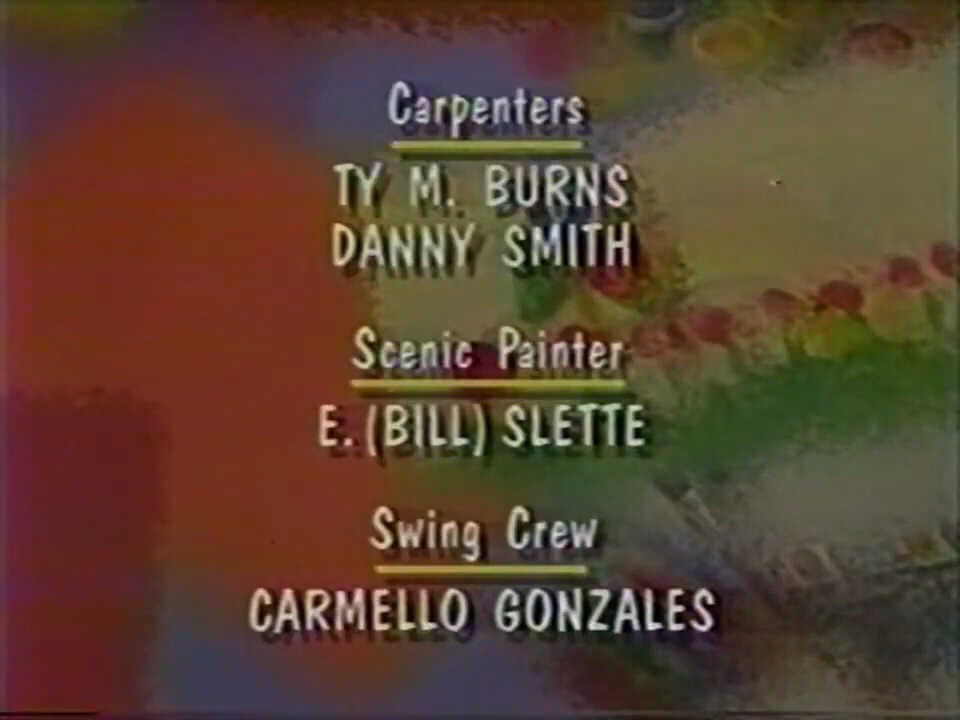 Carpenters
TY M. BURNS
DANNY SMITH
Scenic Painter
E. (BILL) SLETTE
Swing Crew
CARMELLO GONZALES